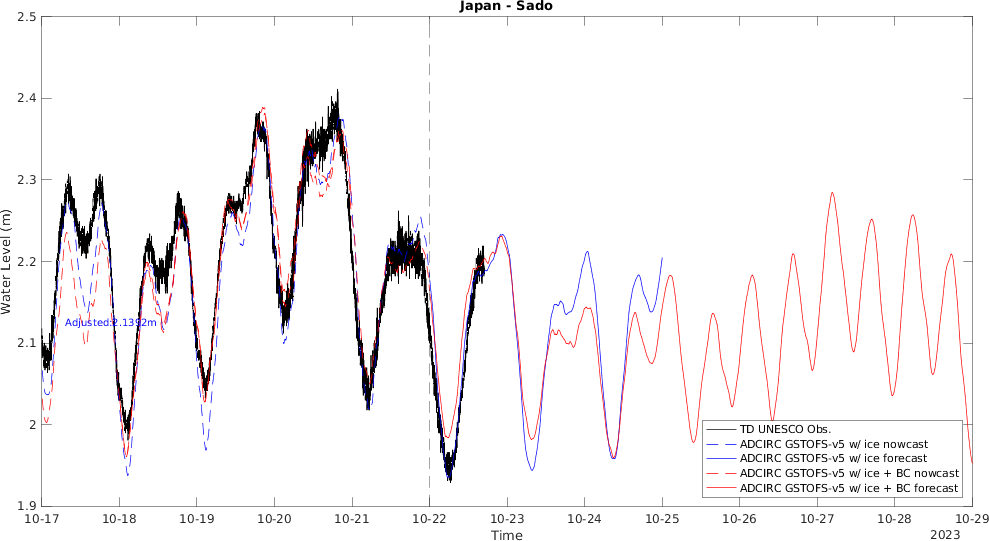 Japan - Sado
Water Level (m)
2.5
2.4
2.3
2.2
2.1
2
1.9
Adjusted:2.1392m
TD UNESCO Obs.
ADCIRC GSTOFS-v5 w/ ice nowcast
ADCIRC GSTOFS-v5 w/ ice forecast
ADCIRC GSTOFS-v5 w/ ice + BC nowcast
ADCIRC GSTOFS-v5 w/ ice + BC forecast
10-17 10-18 10-19 10-20 10-21 10-22 10-23 10-24 10-25 10-26 10-27 10-28 10-29
Time
2023